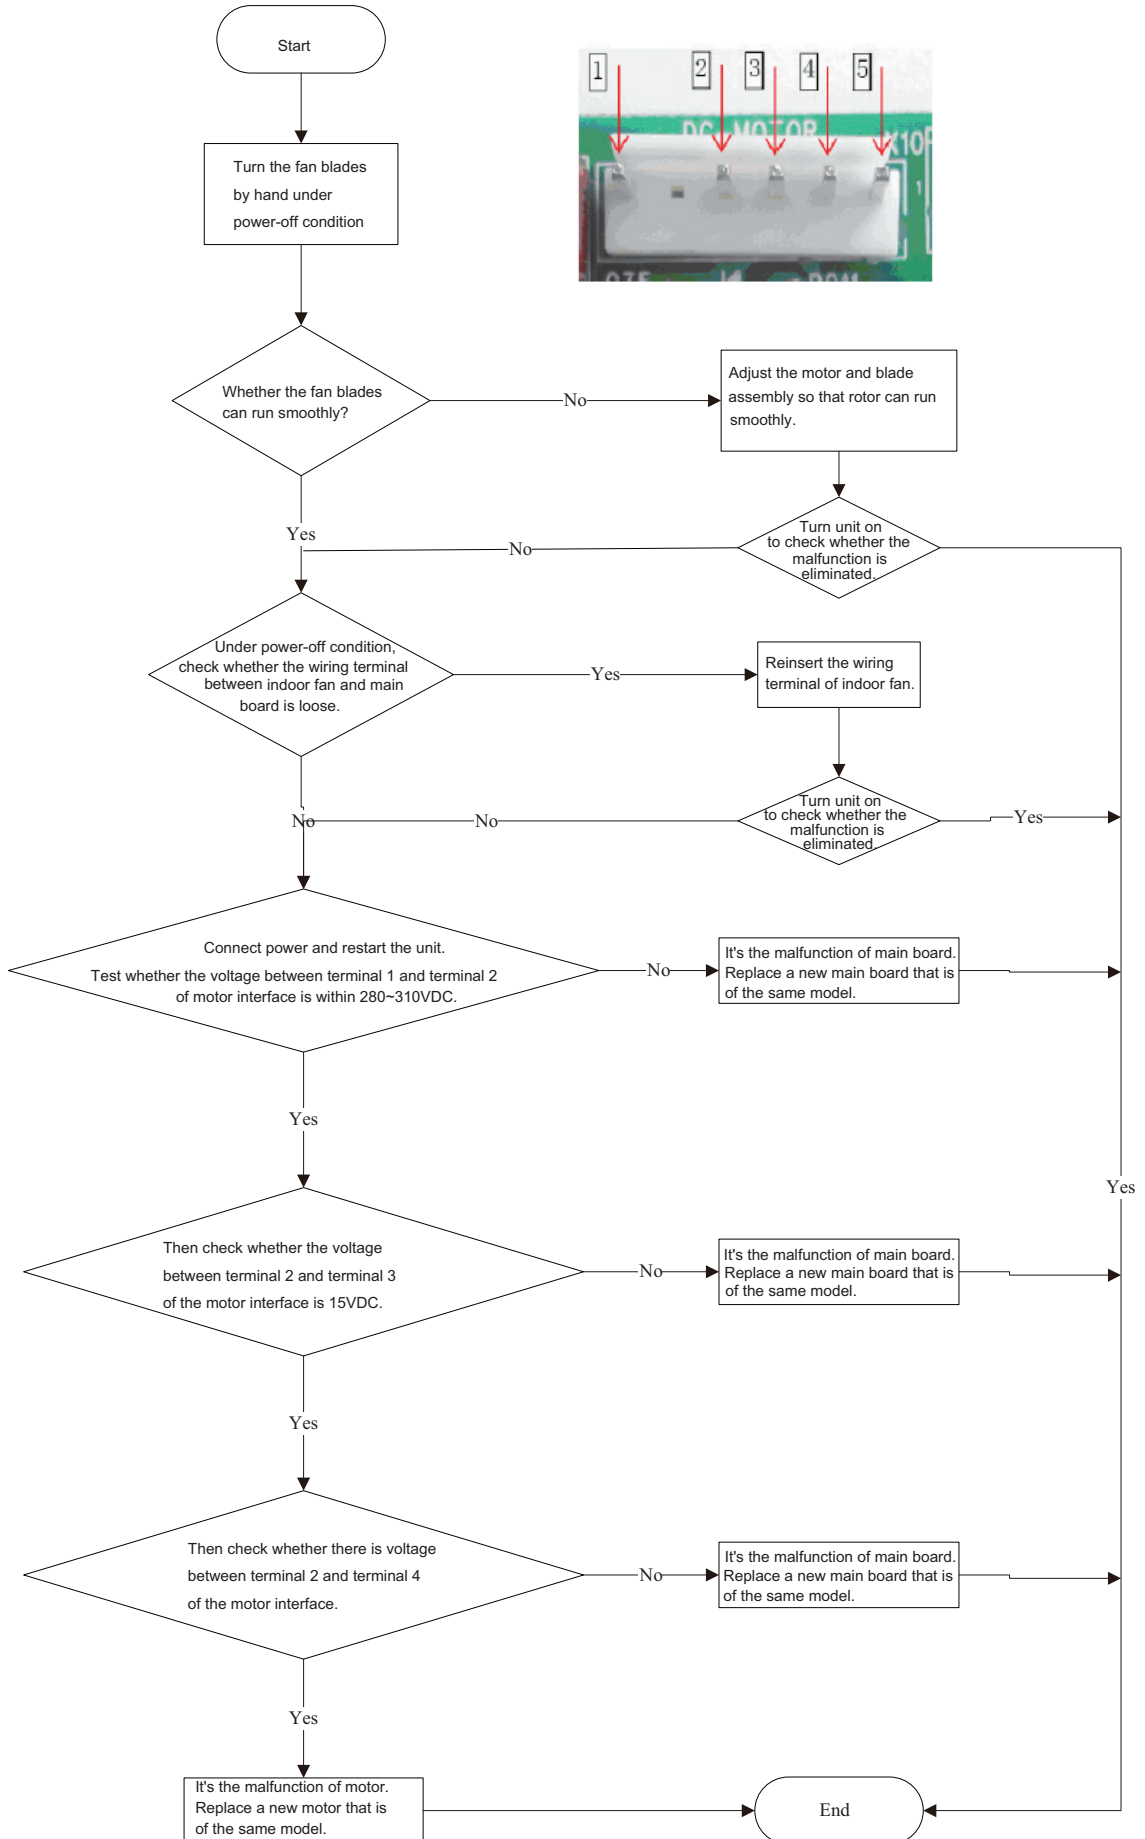 Start
1
2
3
4
5
DC-MOTOR
1
Turn the fan blades
by hand under
power-off condition
Whether the fan blades
can run smoothly?
No
Adjust the motor and blade
assembly so that rotor can run
smoothly.
Yes
Turn unit on
to check whether the
malfunction is
eliminated.
No
Under power-off condition,
check whether the wiring terminal
between indoor fan and main
board is loose.
Yes
Reinsert the wiring
terminal of indoor fan.
Turn unit on
to check whether the
malfunction is
eliminated.
No
No
Yes
Connect power and restart the unit.
Test whether the voltage between terminal 1 and terminal 2
of motor interface is within 280~310VDC.
No
It's the malfunction of main board.
Replace a new main board that is
of the same model.
Yes
Yes
Then check whether the voltage
between terminal 2 and terminal 3
of the motor interface is 15VDC.
No
It's the malfunction of main board.
Replace a new main board that is
of the same model.
Yes
Then check whether there is voltage
between terminal 2 and terminal 4
of the motor interface.
No
It's the malfunction of main board.
Replace a new main board that is
of the same model.
Yes
It's the malfunction of motor.
Replace a new motor that is
of the same model.
End